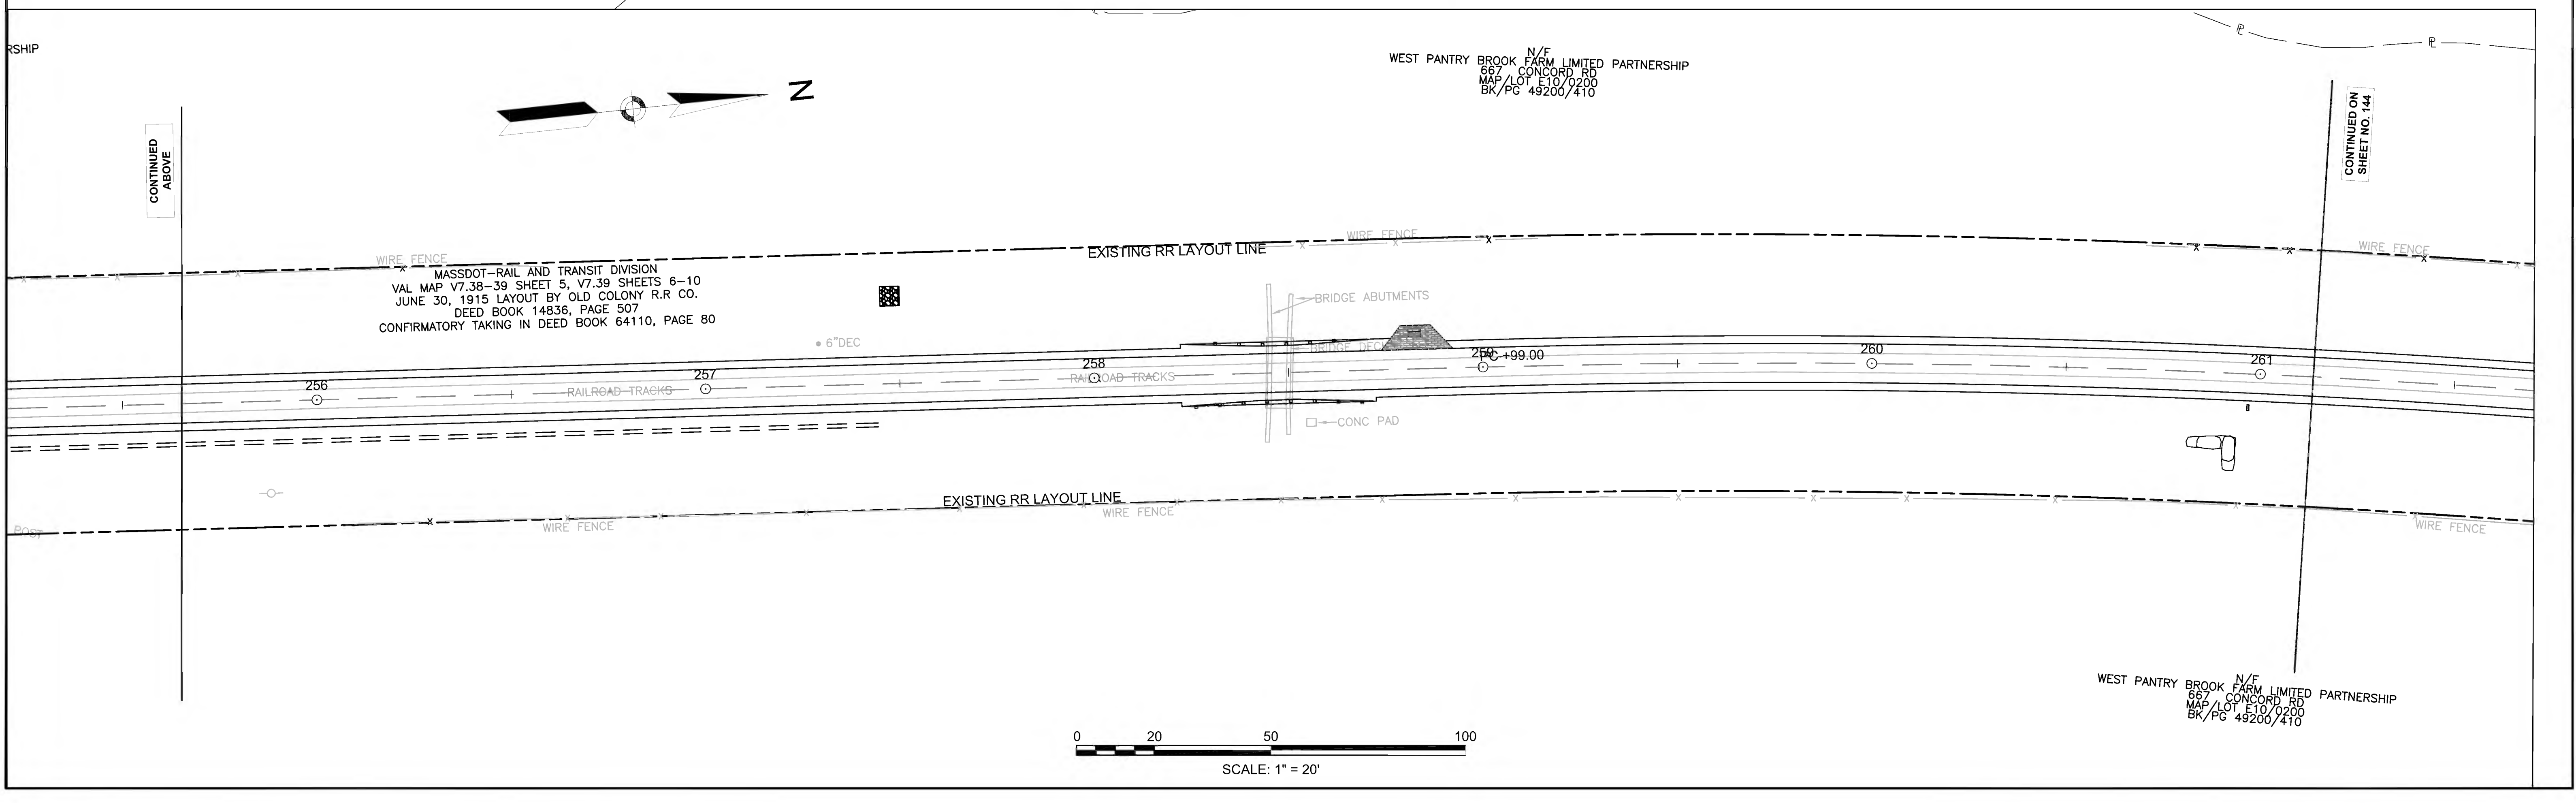 RSHIP
N/F
WEST PANTRY BROOK FARM LIMITED PARTNERSHIP
667 CONCORD RD
MAP/LOT E10/0200
BK/PG 49200/410
PL
PL
N
CONTINUED
ABOVE
CONTINUED ON
SHEET NO. 144
WIRE FENCE
EXISTING RR LAYOUT LINE
WIRE FENCE
WIRE FENCE
MASSDOT-RAIL AND TRANSIT DIVISION
VAL MAP V7.38-39 SHEET 5, V7.39 SHEETS 6-10
JUNE 30, 1915 LAYOUT BY OLD COLONY R.R CO.
DEED BOOK 14836, PAGE 507
CONFIRMATORY TAKING IN DEED BOOK 64110, PAGE 80
BRIDGE ABUTMENTS
6"DEC
BRIDGE DECK
256
257
258
259
PC +99.00
260
261
RAILROAD TRACKS
RAILROAD TRACKS
CONC PAD
EXISTING RR LAYOUT LINE
POST
WIRE FENCE
WIRE FENCE
WIRE FENCE
N/F
WEST PANTRY BROOK FARM LIMITED PARTNERSHIP
667 CONCORD RD
MAP/LOT E10/0200
BK/PG 49200/410
0 20 50 100
SCALE: 1" = 20'